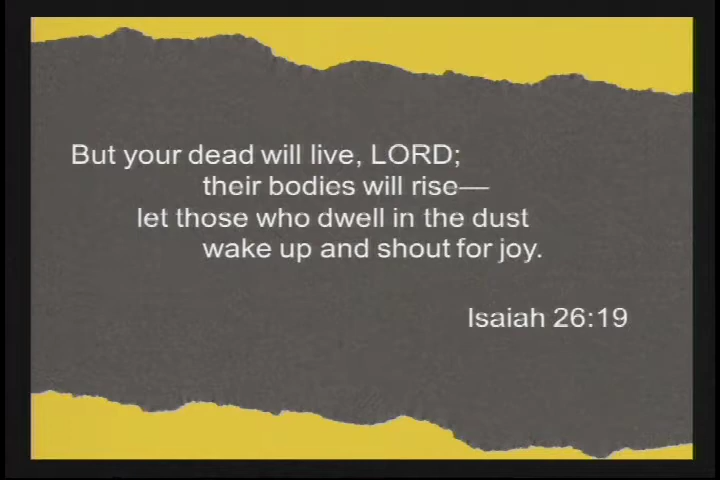 But your dead will live, LORD;
their bodies will rise—
let those who dwell in the dust
wake up and shout for joy.
Isaiah 26:19